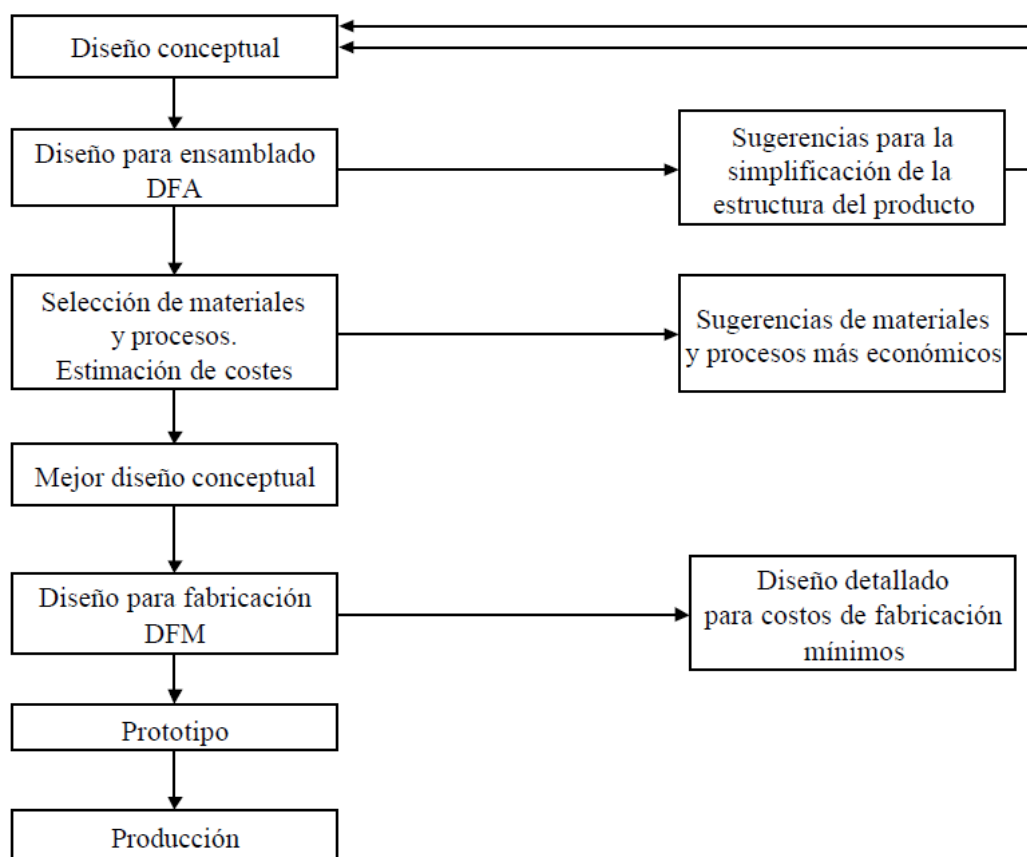 Diseño conceptual
Diseño para ensamblado
DFA
Sugerencias para la
simplificación de la
estructura del producto
Selección de materiales
y procesos.
Estimación de costes
Sugerencias de materiales
y procesos más económicos
Mejor diseño conceptual
Diseño para fabricación
DFM
Diseño detallado
para costos de fabricación
mínimos
Prototipo
Producción